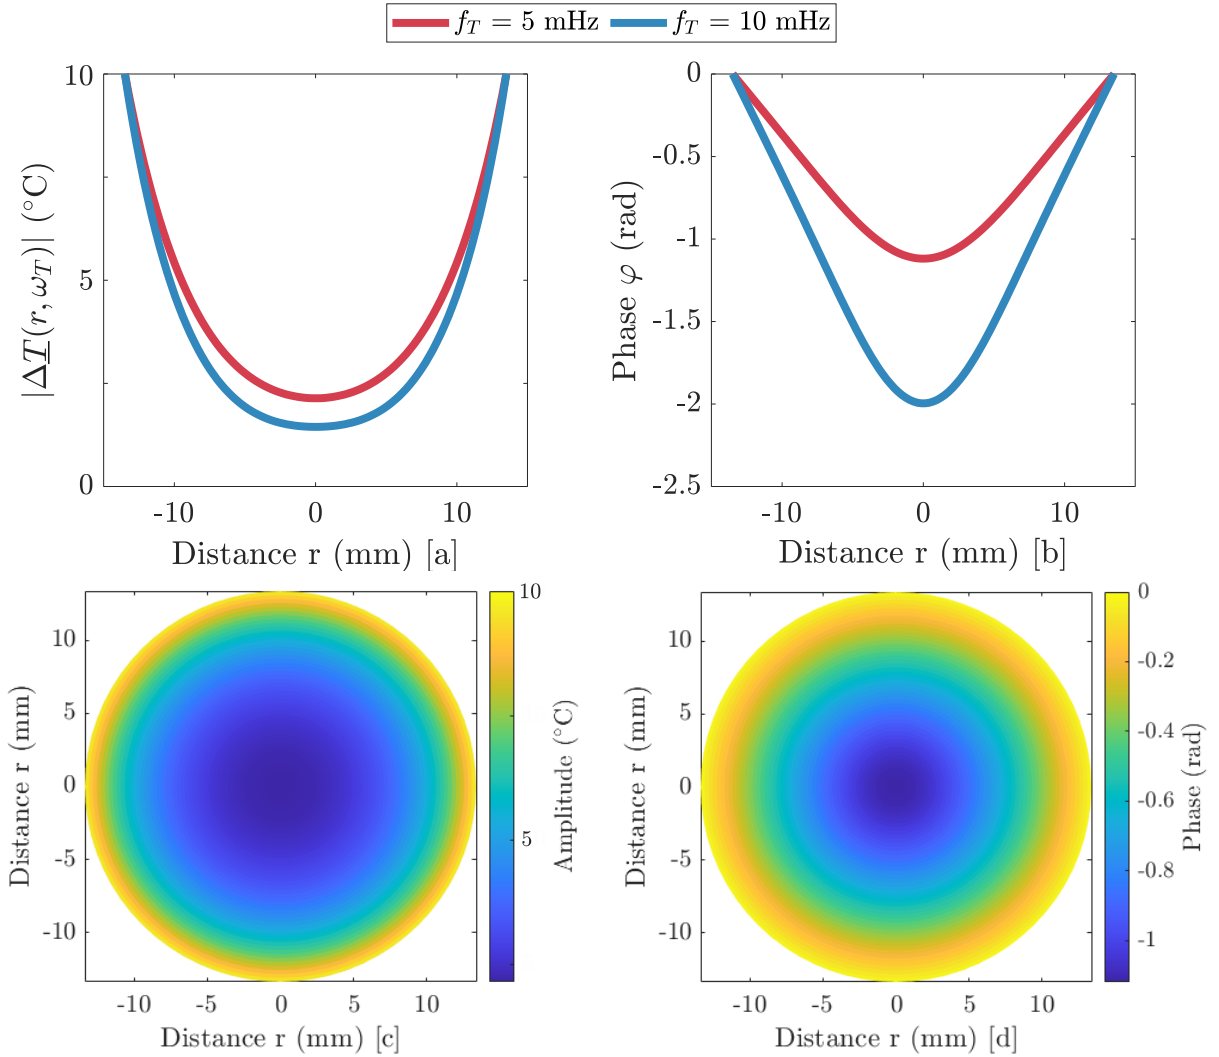 f_T = 5 mHz f_T = 10 mHz
10
5
0
|ΔT(r, ω_T)| (°C)
-10 0 10
Distance r (mm) [a]
0
-0.5
-1
-1.5
-2
-2.5
Phase φ (rad)
-10 0 10
Distance r (mm) [b]
10
5
0
-5
-10
Distance r (mm)
-10 -5 0 5 10
Distance r (mm) [c]
10
5
Amplitude (°C)
10
5
0
-5
-10
Distance r (mm)
-10 -5 0 5 10
Distance r (mm) [d]
0
-0.2
-0.4
-0.6
-0.8
-1
Phase (rad)